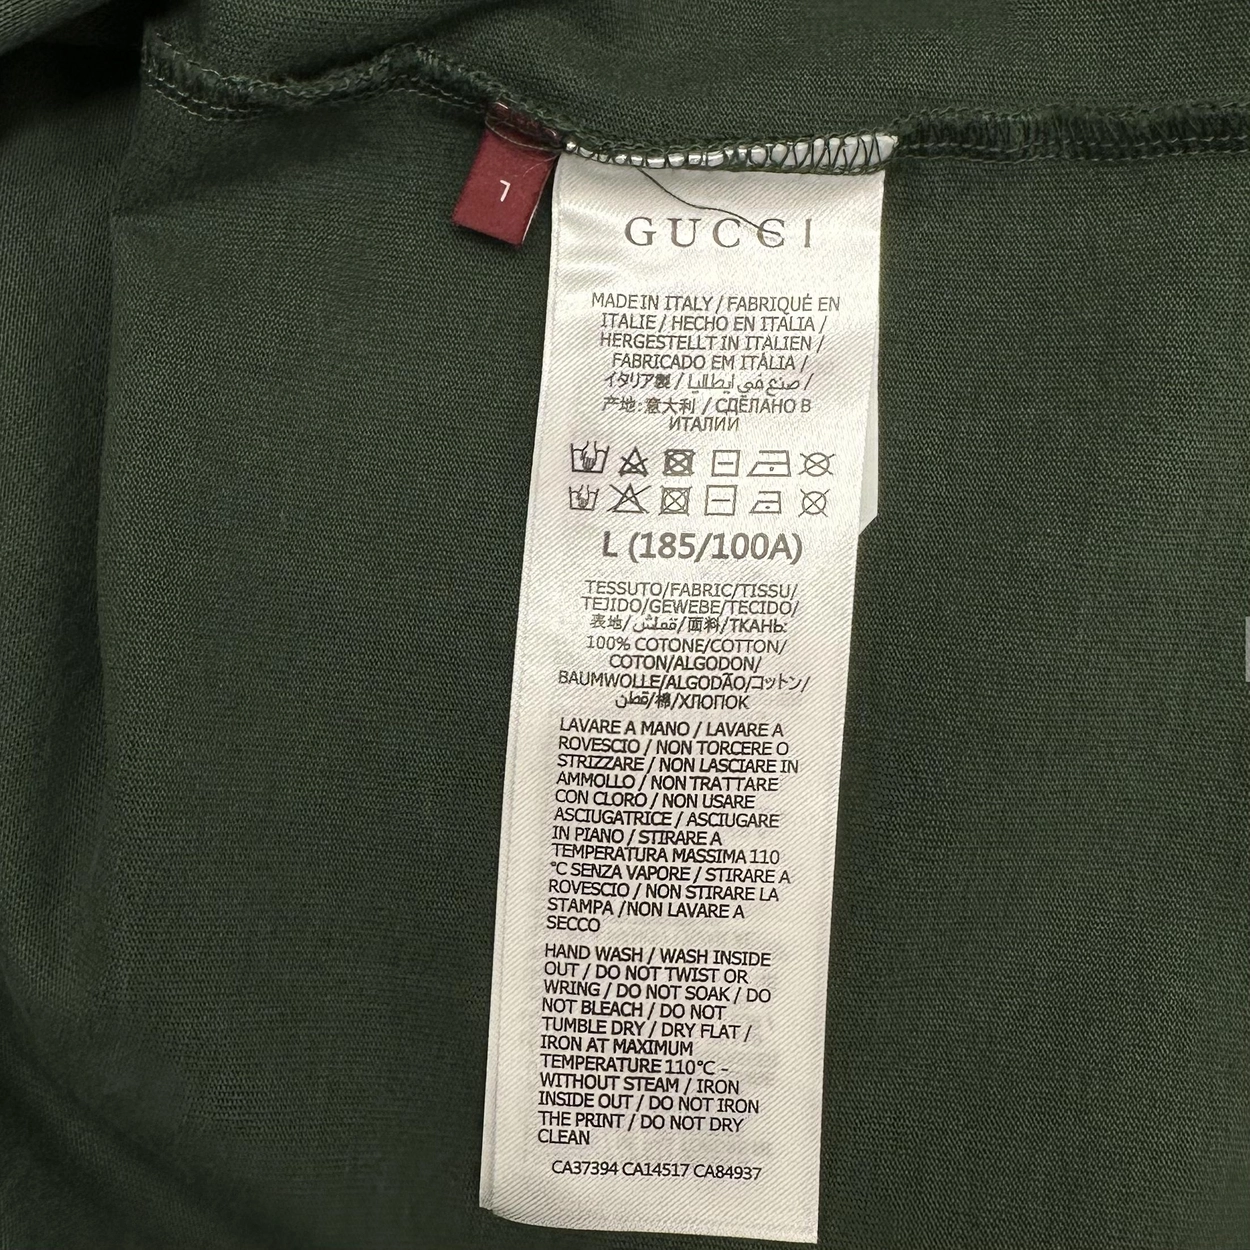 L
GUCCI
MADE IN ITALY / FABRIQUÉ EN
ITALIE / HECHO EN ITALIA /
HERGESTELLT IN ITALIEN /
FABRICADO EM ITÁLIA /
イタリア製 / صنع في ايطاليا /
产地:意大利 / СДЕЛАНО В
ИТАЛИИ
L (185/100A)
TESSUTO/FABRIC/TISSU/
TEJIDO/GEWEBE/TECIDO/
表地/قماش/面料/ТКАНЬ:
100% COTONE/COTTON/
COTON/ALGODON/
BAUMWOLLE/ALGODÃO/コットン/
قطن/棉/ХЛОПОК
LAVARE A MANO / LAVARE A
ROVESCIO / NON TORCERE O
STRIZZARE / NON LASCIARE IN
AMMOLLO / NON TRATTARE
CON CLORO / NON USARE
ASCIUGATRICE / ASCIUGARE
IN PIANO / STIRARE A
TEMPERATURA MASSIMA 110
°C SENZA VAPORE / STIRARE A
ROVESCIO / NON STIRARE LA
STAMPA /NON LAVARE A
SECCO
HAND WASH / WASH INSIDE
OUT / DO NOT TWIST OR
WRING / DO NOT SOAK / DO
NOT BLEACH / DO NOT
TUMBLE DRY / DRY FLAT /
IRON AT MAXIMUM
TEMPERATURE 110°C -
WITHOUT STEAM / IRON
INSIDE OUT / DO NOT IRON
THE PRINT / DO NOT DRY
CLEAN
CA37394 CA14517 CA84937